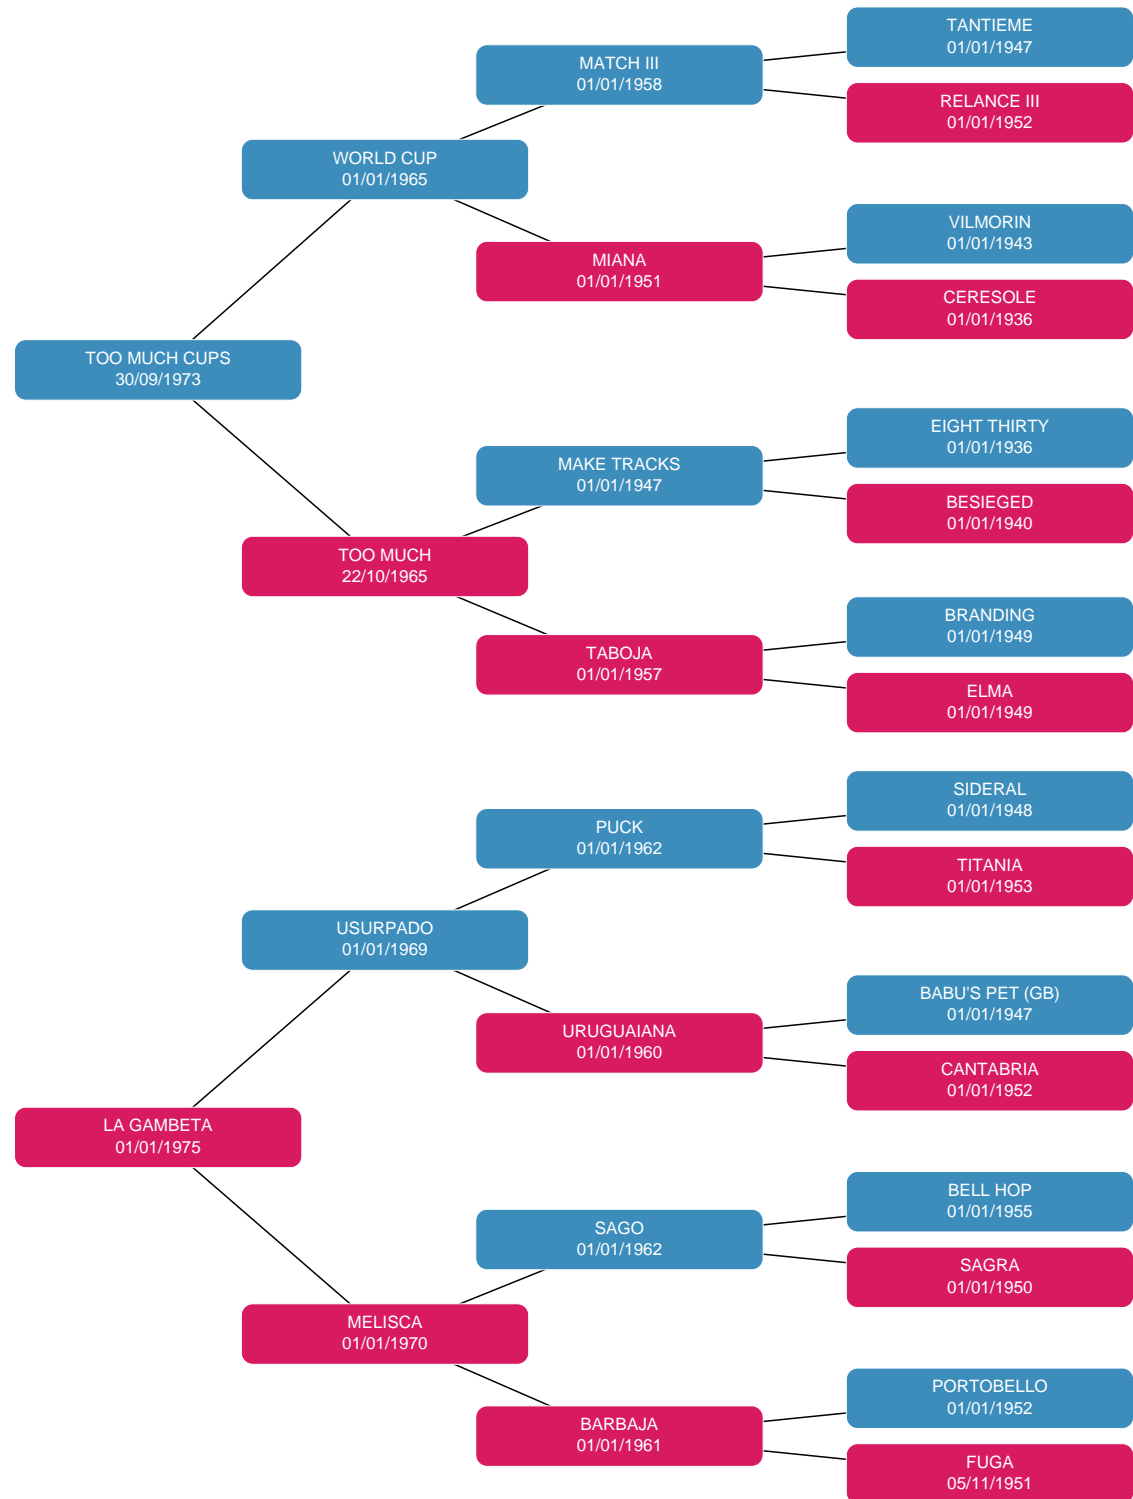 TANTIEME
01/01/1947
MATCH III
01/01/1958
RELANCE III
01/01/1952
WORLD CUP
01/01/1965
VILMORIN
01/01/1943
MIANA
01/01/1951
CERESOLE
01/01/1936
TOO MUCH CUPS
30/09/1973
EIGHT THIRTY
01/01/1936
MAKE TRACKS
01/01/1947
BESIEGED
01/01/1940
TOO MUCH
22/10/1965
BRANDING
01/01/1949
TABOJA
01/01/1957
ELMA
01/01/1949
SIDERAL
01/01/1948
PUCK
01/01/1962
TITANIA
01/01/1953
USURPADO
01/01/1969
BABU'S PET (GB)
01/01/1947
URUGUAIANA
01/01/1960
CANTABRIA
01/01/1952
LA GAMBETA
01/01/1975
BELL HOP
01/01/1955
SAGO
01/01/1962
SAGRA
01/01/1950
MELISCA
01/01/1970
PORTOBELLO
01/01/1952
BARBAJA
01/01/1961
FUGA
05/11/1951